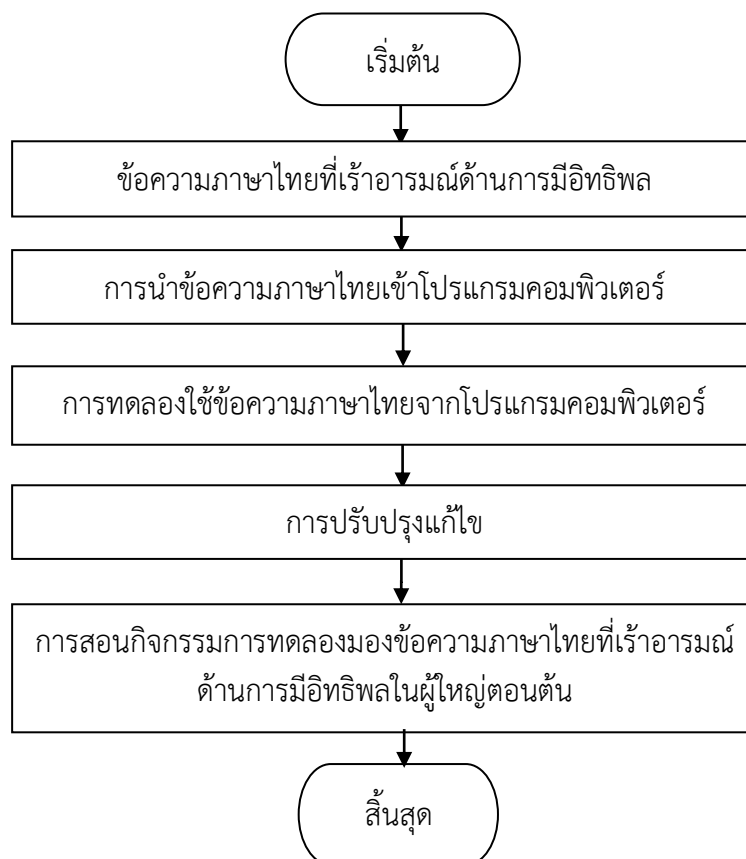 เริ่มต้น
ข้อความภาษาไทยที่เร้าอารมณ์ด้านการมีอิทธิพล
การนำข้อความภาษาไทยเข้าโปรแกรมคอมพิวเตอร์
การทดลองใช้ข้อความภาษาไทยจากโปรแกรมคอมพิวเตอร์
การปรับปรุงแก้ไข
การสอนกิจกรรมการทดลองมองข้อความภาษาไทยที่เร้าอารมณ์
ด้านการมีอิทธิพลในผู้ใหญ่ตอนต้น
สิ้นสุด